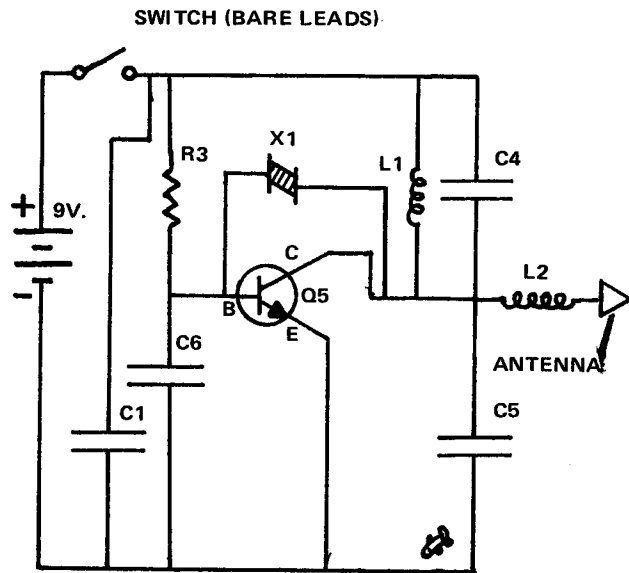 SWITCH (BARE LEADS)
X1
R3
L1
C4
+ 9V.
-
C
L2
B
Q5
E
C6
ANTENNA
C1
C5